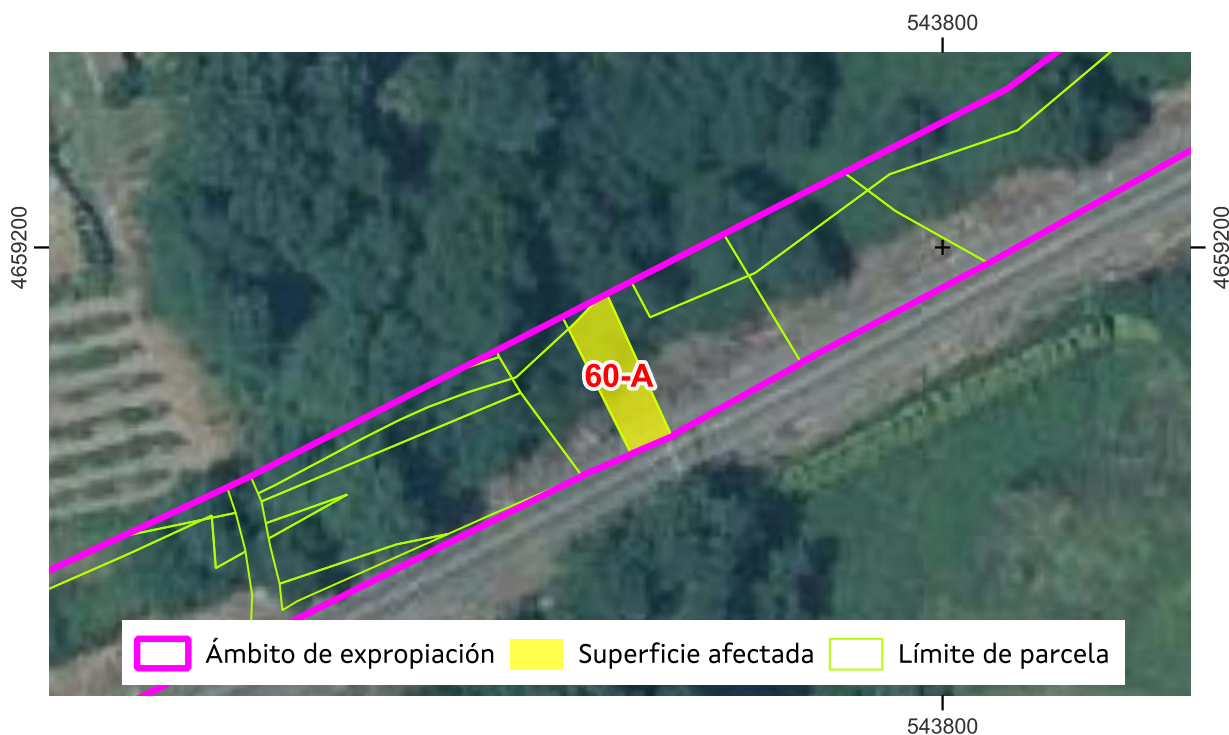 543800
4659200
4659200
60-A
Ámbito de expropiación
Superficie afectada
Límite de parcela
543800